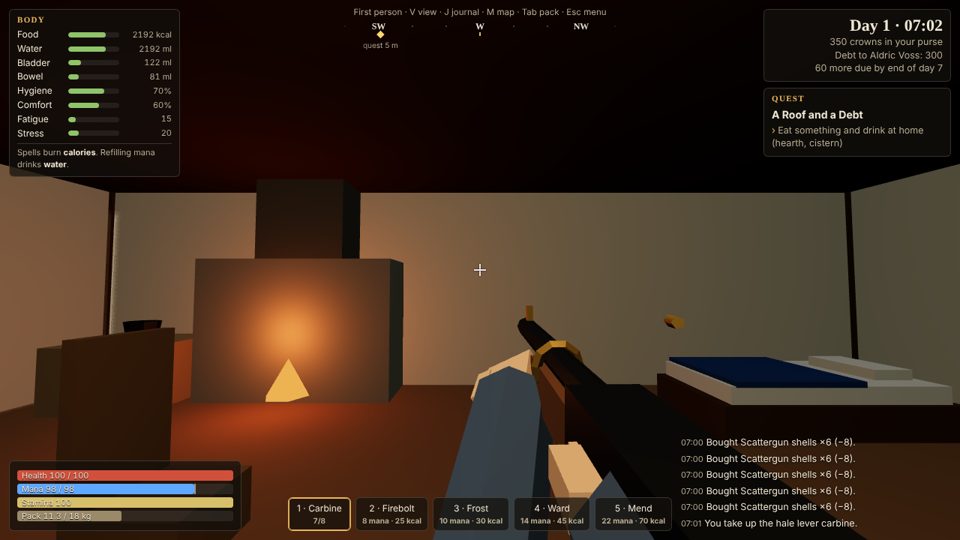 First person · V view · J journal · M map · Tab pack · Esc menu
SW W NW
quest 5 m
BODY
Food 2192 kcal
Water 2192 ml
Bladder 122 ml
Bowel 81 ml
Hygiene 70%
Comfort 60%
Fatigue 15
Stress 20
Spells burn calories. Refilling mana
drinks water.
Day 1 · 07:02
350 crowns in your purse
Debt to Aldric Voss: 300
60 more due by end of day 7
QUEST
A Roof and a Debt
› Eat something and drink at home
(hearth, cistern)
Health 100 / 100
Mana 98 / 98
Stamina 100
Pack 11.3 / 18 kg
1 · Carbine
7/8
2 · Firebolt
8 mana · 25 kcal
3 · Frost
10 mana · 30 kcal
4 · Ward
14 mana · 45 kcal
5 · Mend
22 mana · 70 kcal
07:00 Bought Scattergun shells ×6 (−8).
07:00 Bought Scattergun shells ×6 (−8).
07:00 Bought Scattergun shells ×6 (−8).
07:00 Bought Scattergun shells ×6 (−8).
07:00 Bought Scattergun shells ×6 (−8).
07:01 You take up the hale lever carbine.